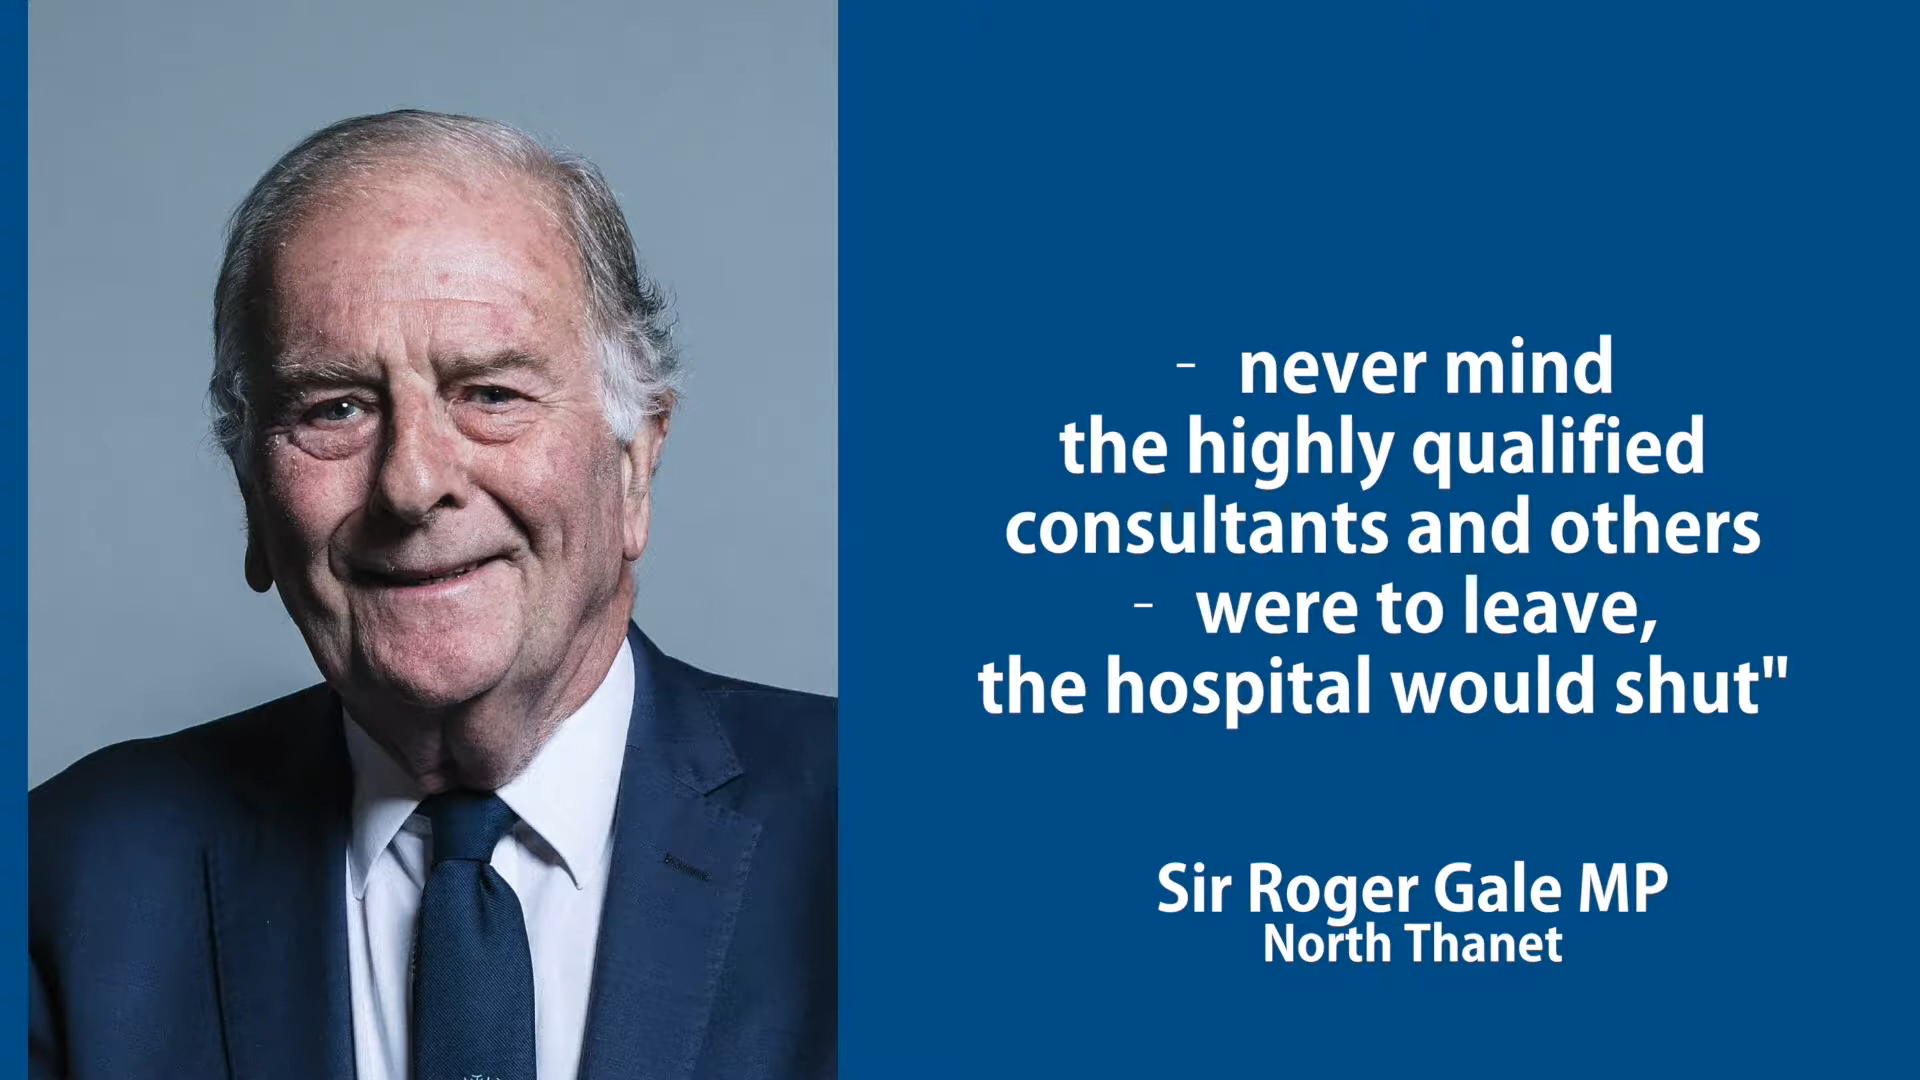 - never mind
the highly qualified
consultants and others
- were to leave,
the hospital would shut"
Sir Roger Gale MP
North Thanet